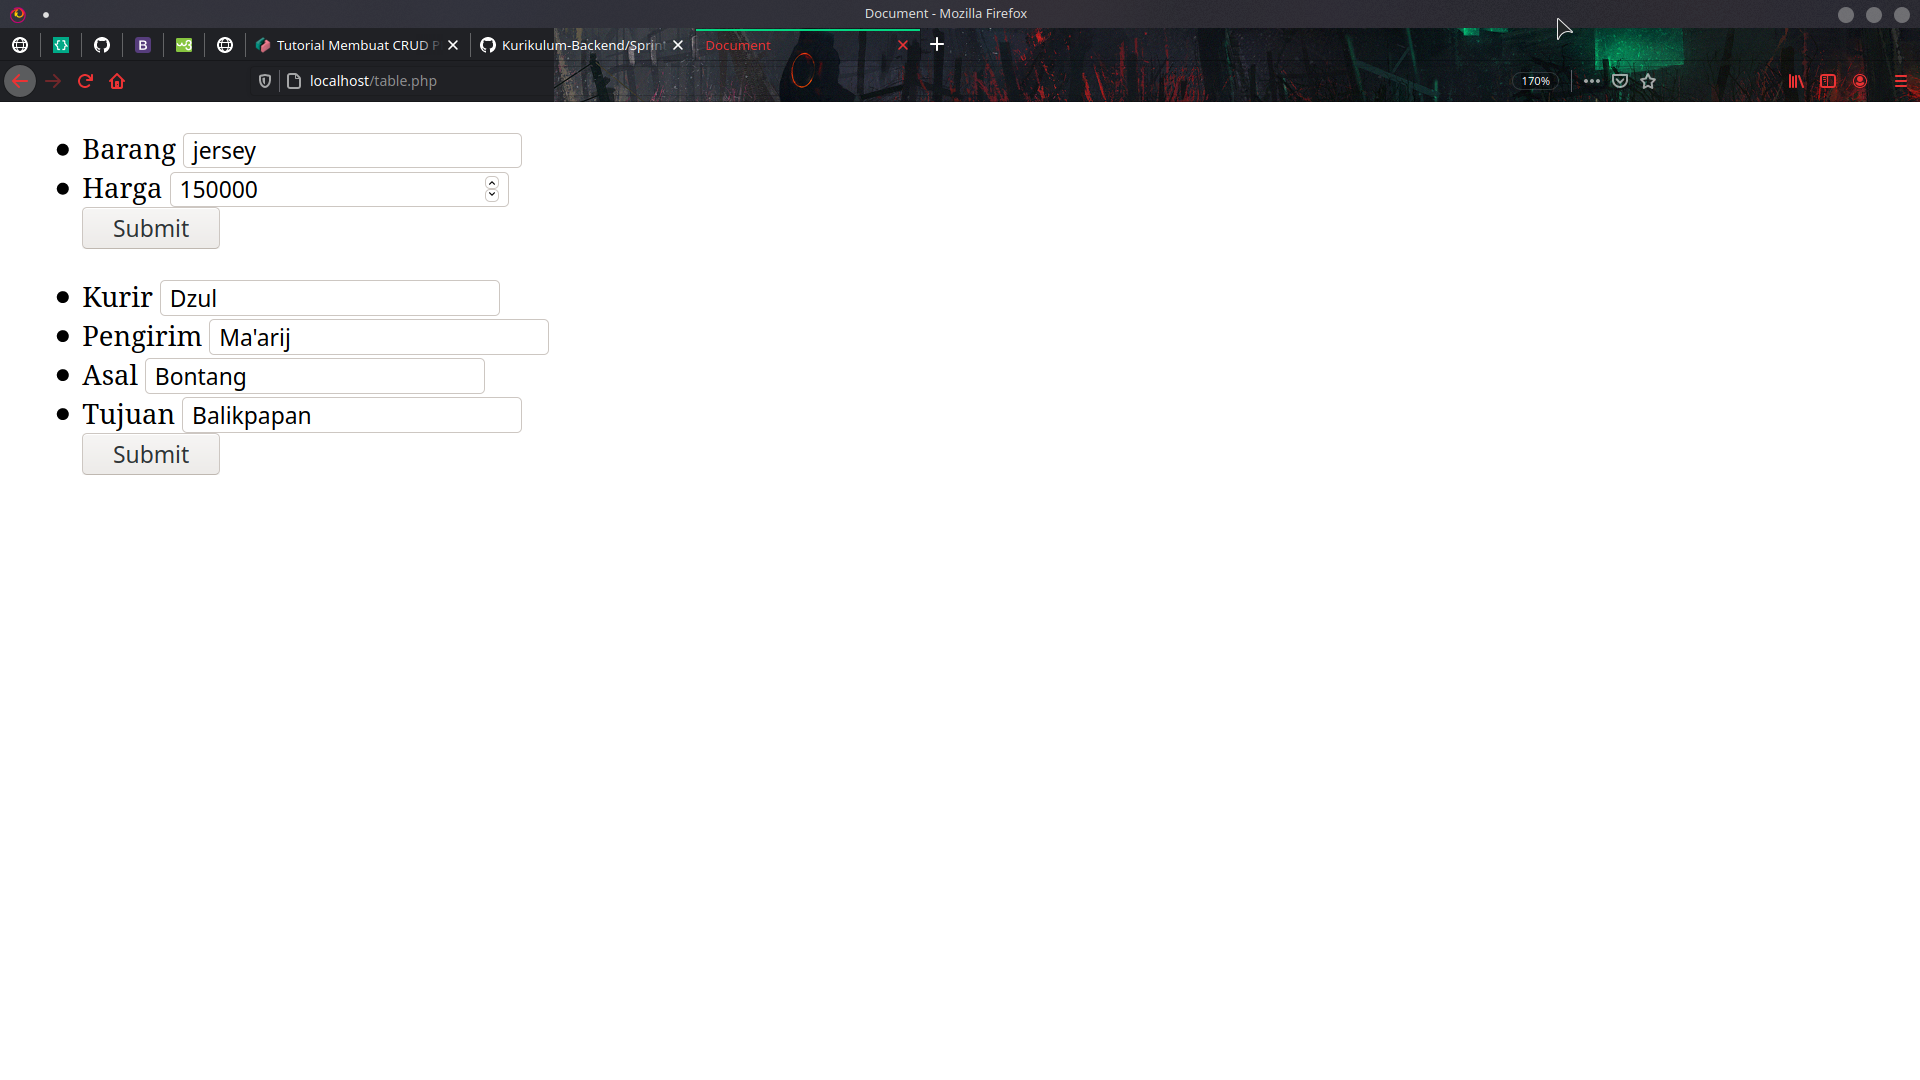 Document - Mozilla Firefox
Tutorial Membuat CRUD P
Kurikulum-Backend/Sprin
Document
localhost/table.php
170%
Barang jersey
Harga 150000
Submit
Kurir Dzul
Pengirim Ma'arij
Asal Bontang
Tujuan Balikpapan
Submit